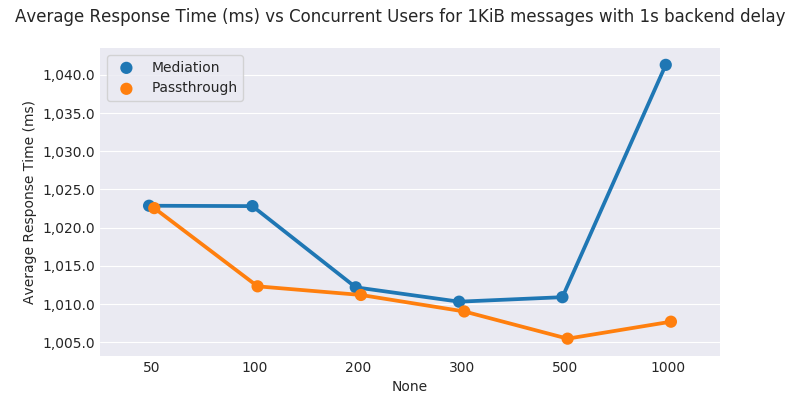 Average Response Time (ms) vs Concurrent Users for 1KiB messages with 1s backend delay
Mediation
Passthrough
Average Response Time (ms)
1,040.0
1,035.0
1,030.0
1,025.0
1,020.0
1,015.0
1,010.0
1,005.0
50 100 200 300 500 1000
None